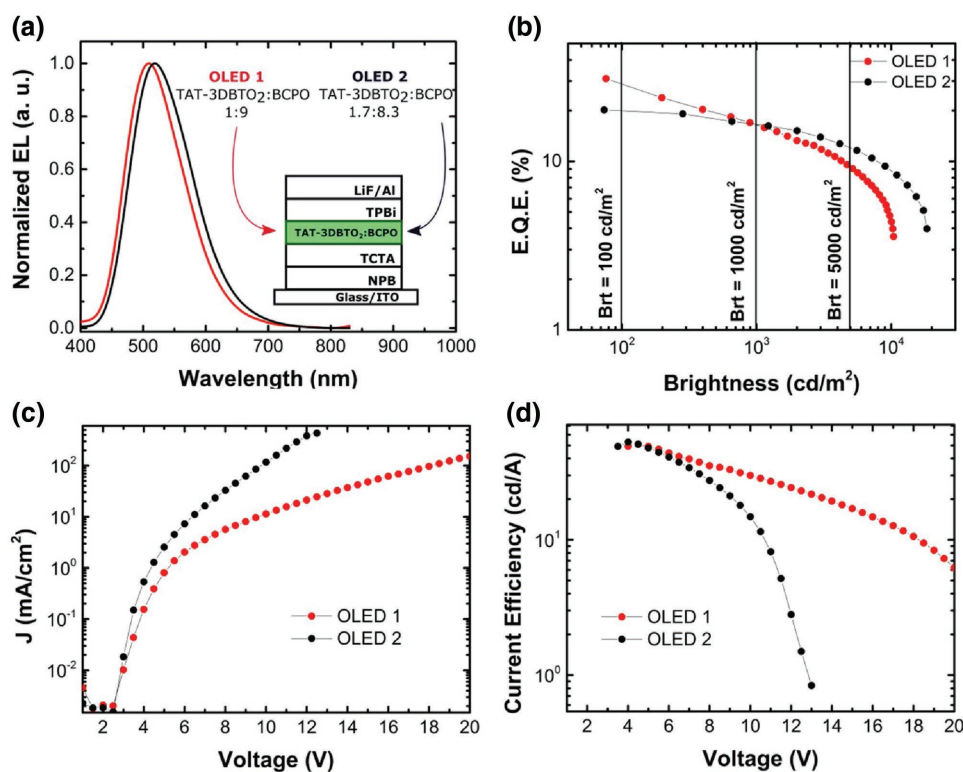 (a)
Normalized EL (a. u.)
1.0
0.8
0.6
0.4
0.2
0.0
400 500 600 700 800 900 1000
Wavelength (nm)
OLED 1
TAT-3DBTO₂:BCPO
1:9
OLED 2
TAT-3DBTO₂:BCPO
1.7:8.3
LiF/Al
TPBi
TAT-3DBTO₂:BCPO
TCTA
NPB
Glass/ITO
(b)
E.Q.E. (%)
10
1
OLED 1
OLED 2
Brt = 100 cd/m²
Brt = 1000 cd/m²
Brt = 5000 cd/m²
10² 10³ 10⁴
Brightness (cd/m²)
(c)
J (mA/cm²)
10²
10¹
10⁰
10⁻¹
10⁻²
OLED 1
OLED 2
2 4 6 8 10 12 14 16 18 20
Voltage (V)
(d)
Current Efficiency (cd/A)
10¹
10⁰
OLED 1
OLED 2
2 4 6 8 10 12 14 16 18 20
Voltage (V)